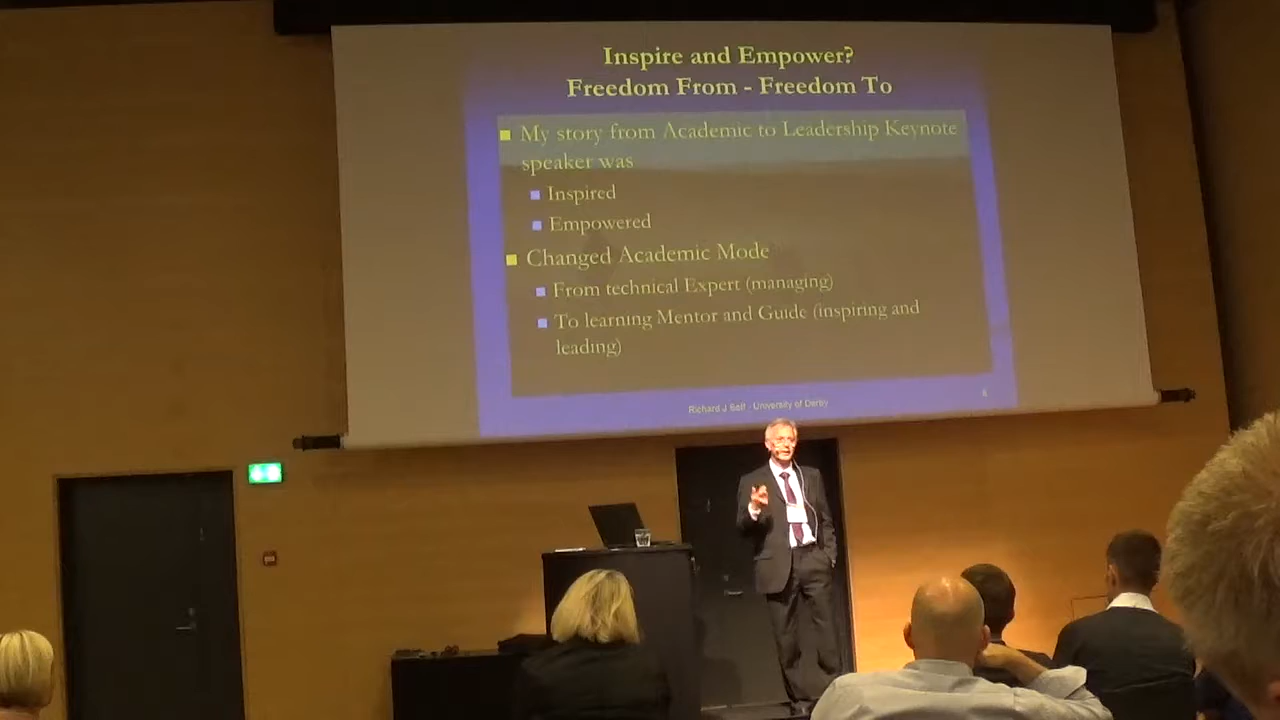 Inspire and Empower?
Freedom From - Freedom To
My story from Academic to Leadership Keynote
speaker was
Inspired
Empowered
Changed Academic Mode
From technical Expert (managing)
To learning Mentor and Guide (inspiring and
leading)
Richard J Self - University of Derby